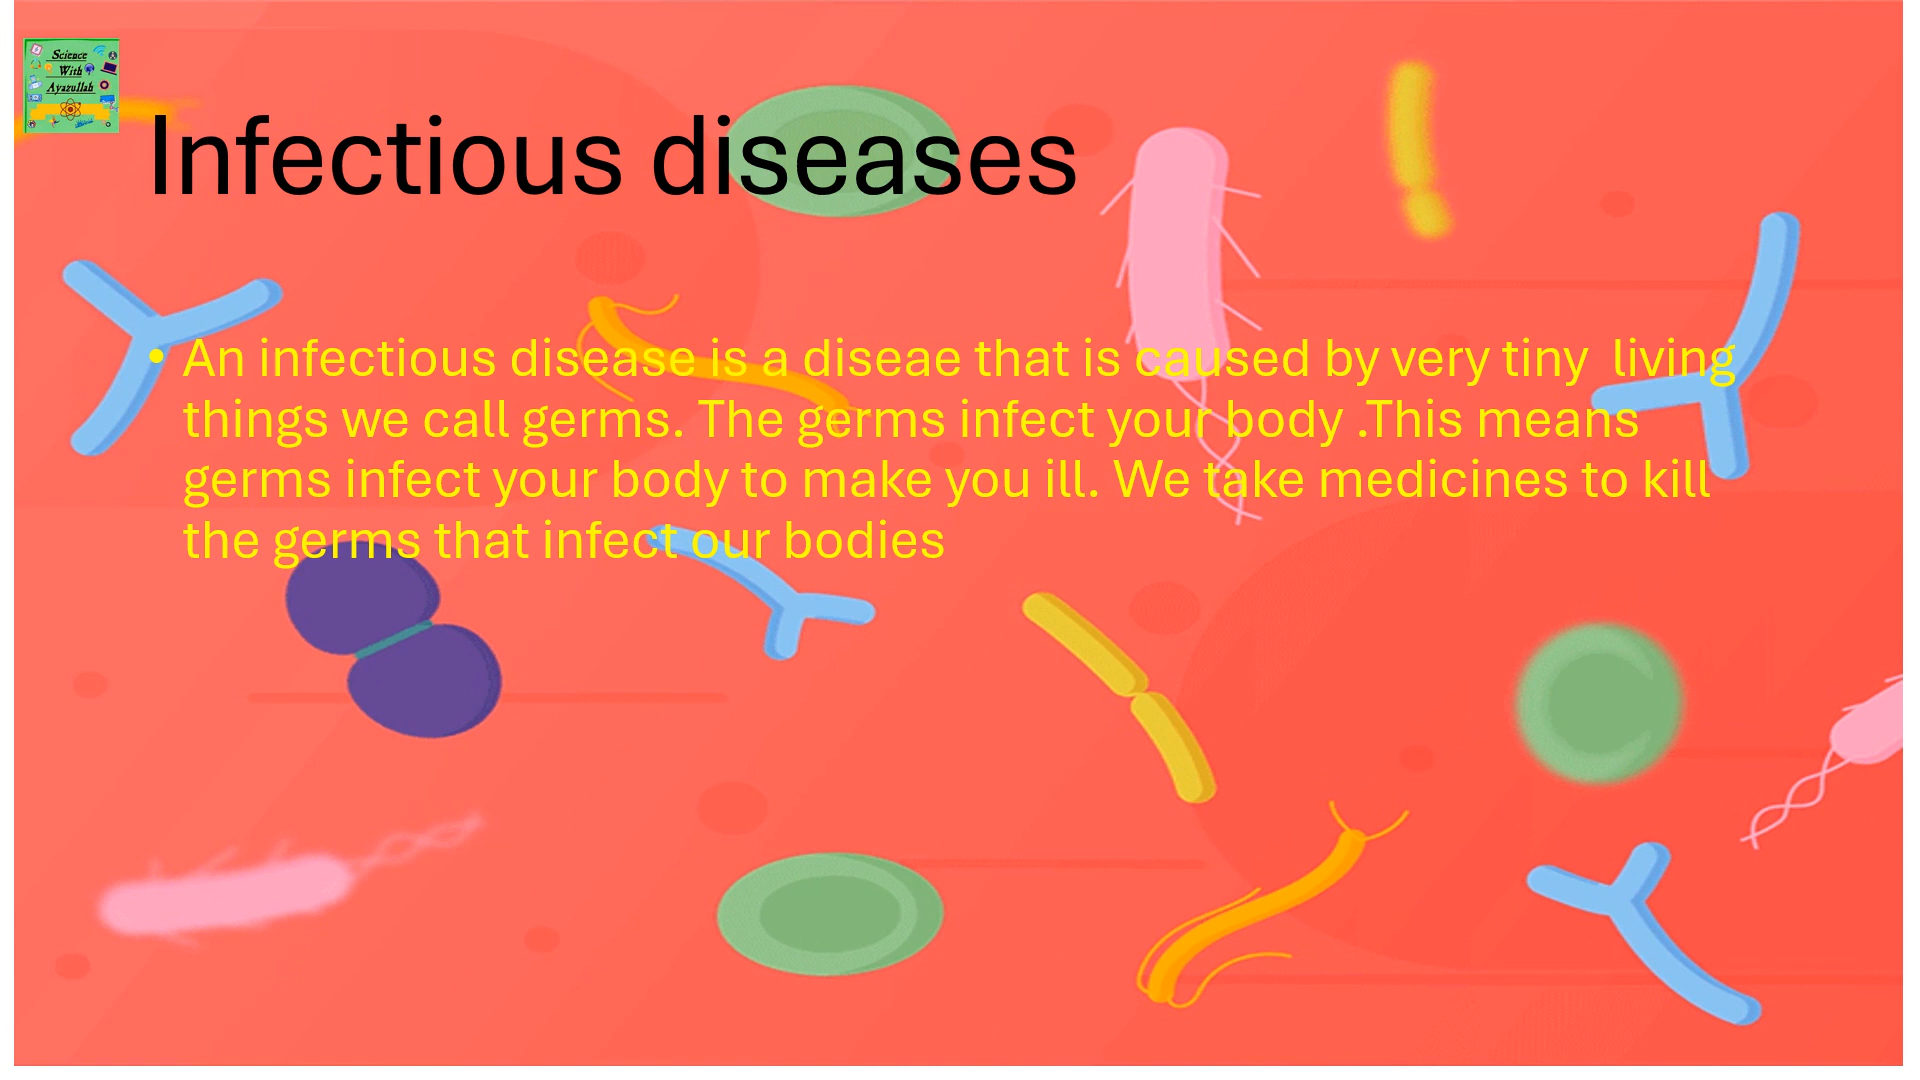 Science
With
Ayazullah
Infectious diseases
• An infectious disease is a diseae that is caused by very tiny  living
things we call germs. The germs infect your body .This means
germs infect your body to make you ill. We take medicines to kill
the germs that infect our bodies